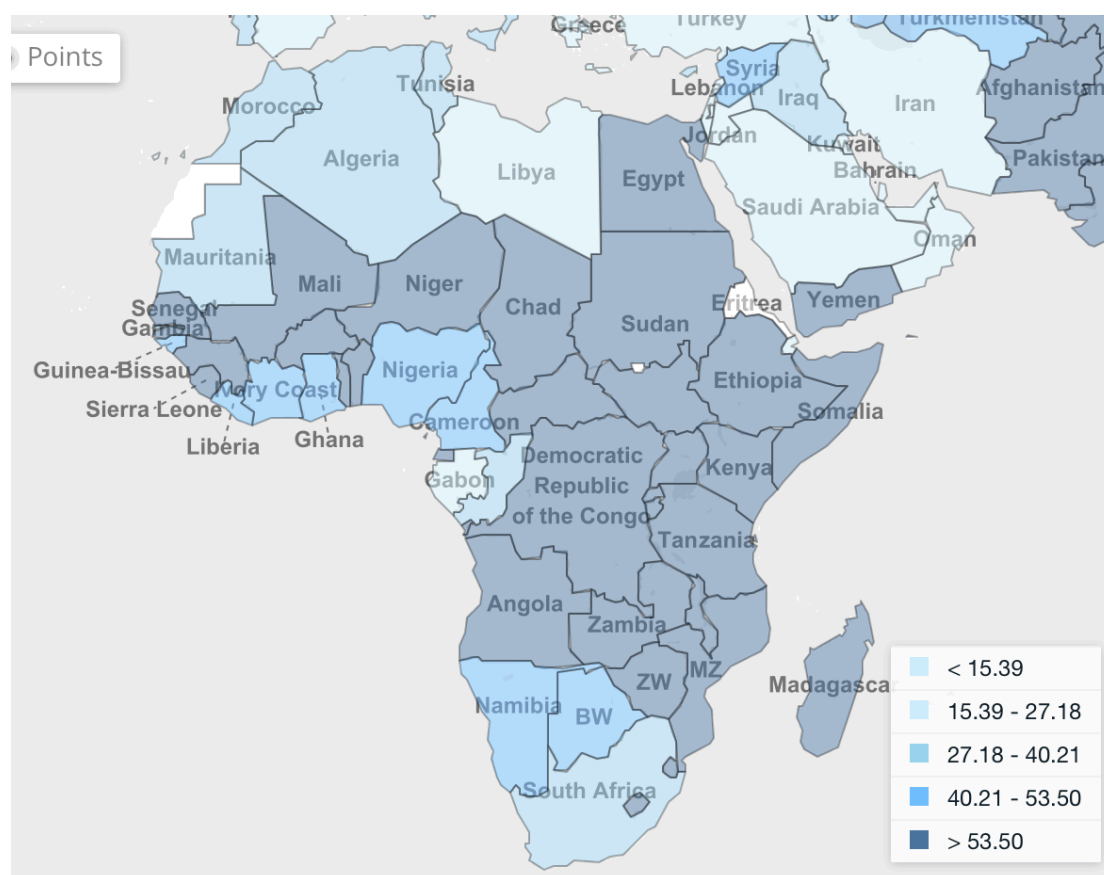 Greece
Turkey
Turkmenistan
Points
Syria
Tunisia
Lebanon
Afghanistan
Morocco
Iraq
Iran
Jordan
Kuwait
Algeria
Pakistan
Libya
Bahrain
Egypt
Saudi Arabia
Oman
Mauritania
Mali
Niger
Chad
Yemen
Eritrea
Senegal
Gambia
Sudan
Guinea-Bissau
Nigeria
Ethiopia
Ivory Coast
Sierra Leone
Somalia
Cameroon
Liberia
Ghana
Democratic
Republic
of the Congo
Kenya
Gabon
Tanzania
Angola
Zambia
MZ
ZW
Madagasca
Namibia
BW
South Africa
< 15.39
15.39 - 27.18
27.18 - 40.21
40.21 - 53.50
> 53.50